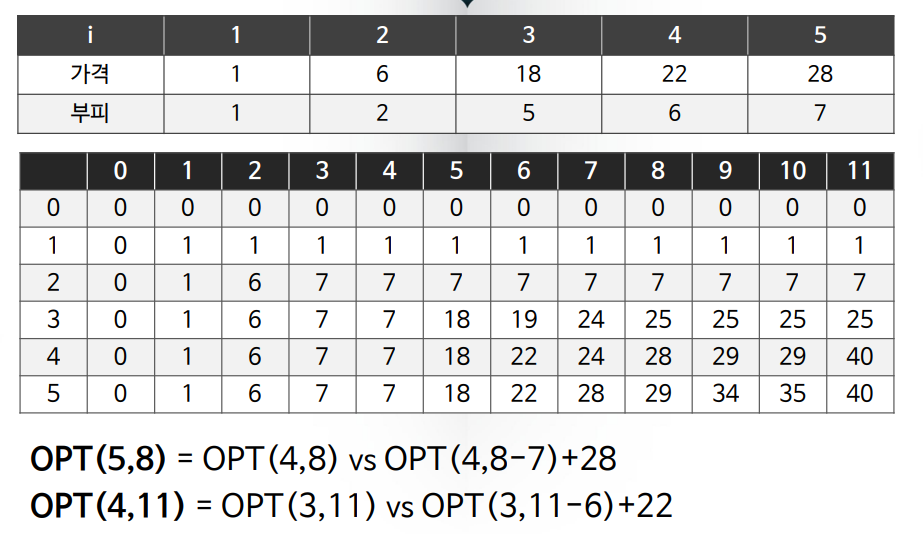 i 1 2 3 4 5
가격 1 6 18 22 28
부피 1 2 5 6 7
0 1 2 3 4 5 6 7 8 9 10 11
0 0 0 0 0 0 0 0 0 0 0 0 0
1 0 1 1 1 1 1 1 1 1 1 1 1
2 0 1 6 7 7 7 7 7 7 7 7 7
3 0 1 6 7 7 18 19 24 25 25 25 25
4 0 1 6 7 7 18 22 24 28 29 29 40
5 0 1 6 7 7 18 22 28 29 34 35 40
OPT(5,8) = OPT(4,8) vs OPT(4,8-7)+28
OPT(4,11) = OPT(3,11) vs OPT(3,11-6)+22